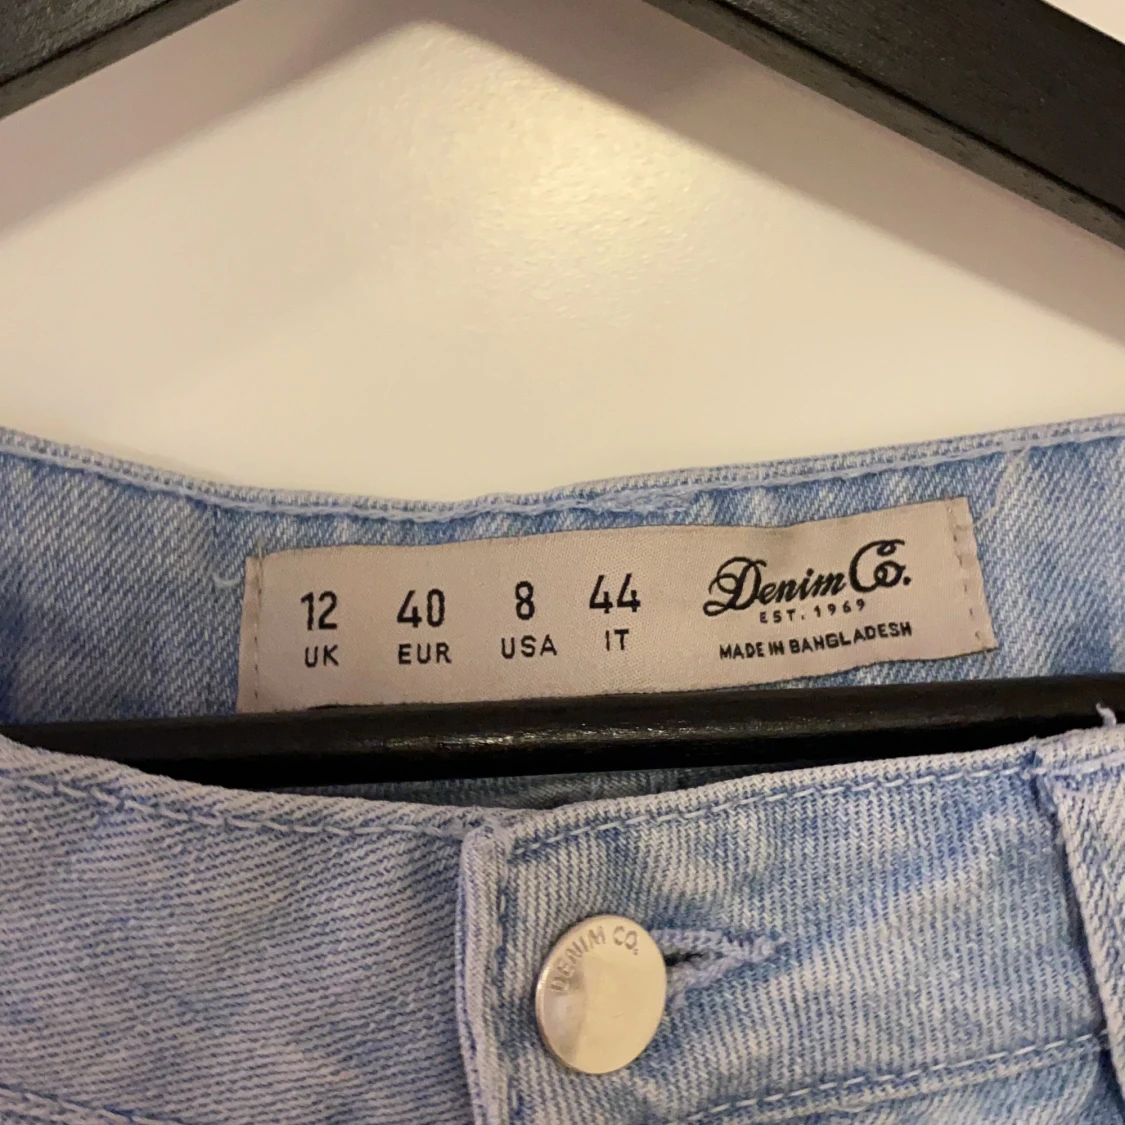 12 40 8 44
UK EUR USA IT
Denim Co.
EST. 1969
MADE IN BANGLADESH
DENIM CO.